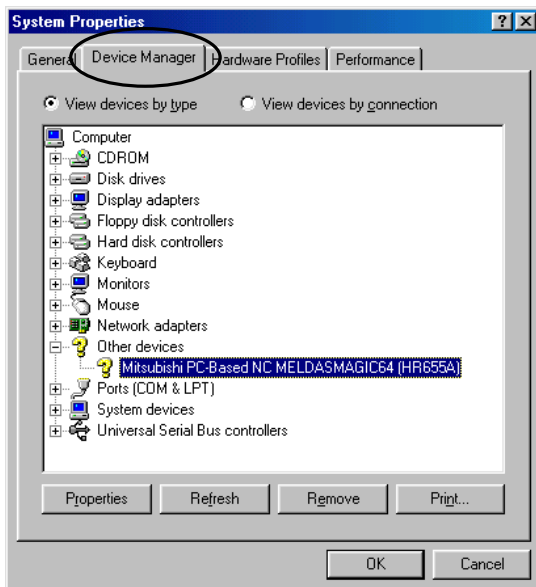 System Properties
General Device Manager Hardware Profiles Performance
View devices by type View devices by connection
Computer
CDROM
Disk drives
Display adapters
Floppy disk controllers
Hard disk controllers
Keyboard
Monitors
Mouse
Network adapters
Other devices
Mitsubishi PC-Based NC MELDASMAGIC64 (HR655A)
Ports (COM & LPT)
System devices
Universal Serial Bus controllers
Properties Refresh Remove Print...
OK Cancel